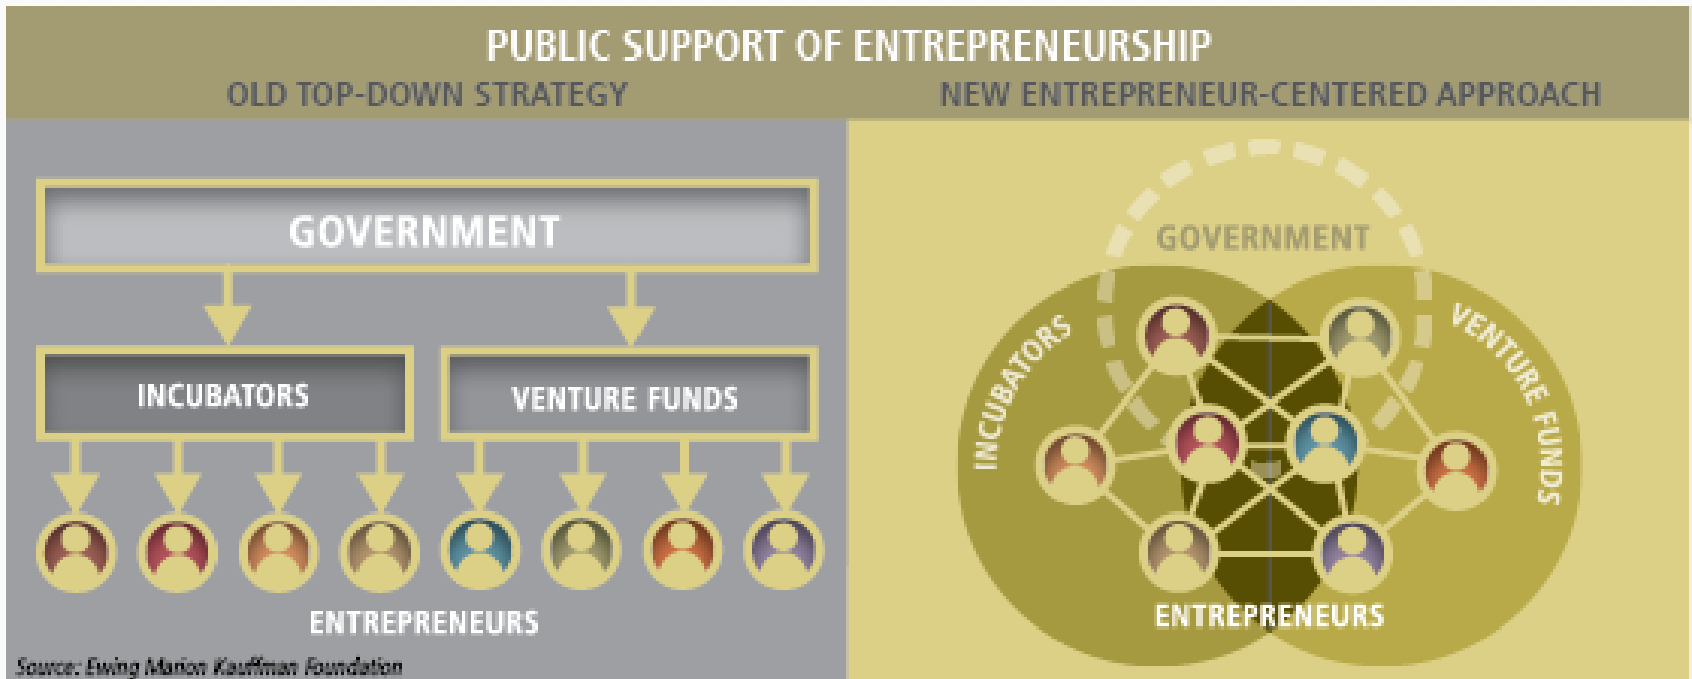 PUBLIC SUPPORT OF ENTREPRENEURSHIP
OLD TOP-DOWN STRATEGY
NEW ENTREPRENEUR-CENTERED APPROACH
GOVERNMENT
INCUBATORS
VENTURE FUNDS
ENTREPRENEURS
Source: Ewing Marion Kauffman Foundation
GOVERNMENT
INCUBATORS
VENTURE FUNDS
ENTREPRENEURS